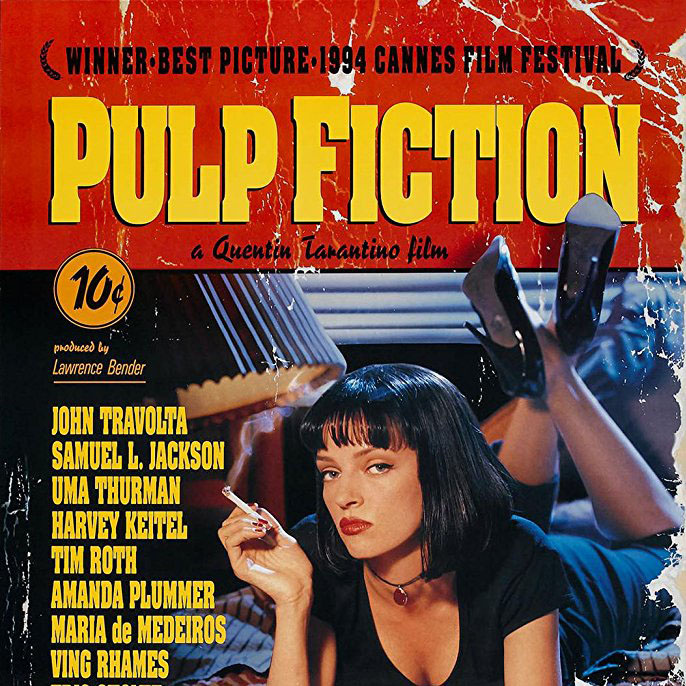 WINNER•BEST PICTURE•1994 CANNES FILM FESTIVAL
PULP FICTION
a Quentin Tarantino film
10¢
produced by
Lawrence Bender
JOHN TRAVOLTA
SAMUEL L. JACKSON
UMA THURMAN
HARVEY KEITEL
TIM ROTH
AMANDA PLUMMER
MARIA de MEDEIROS
VING RHAMES